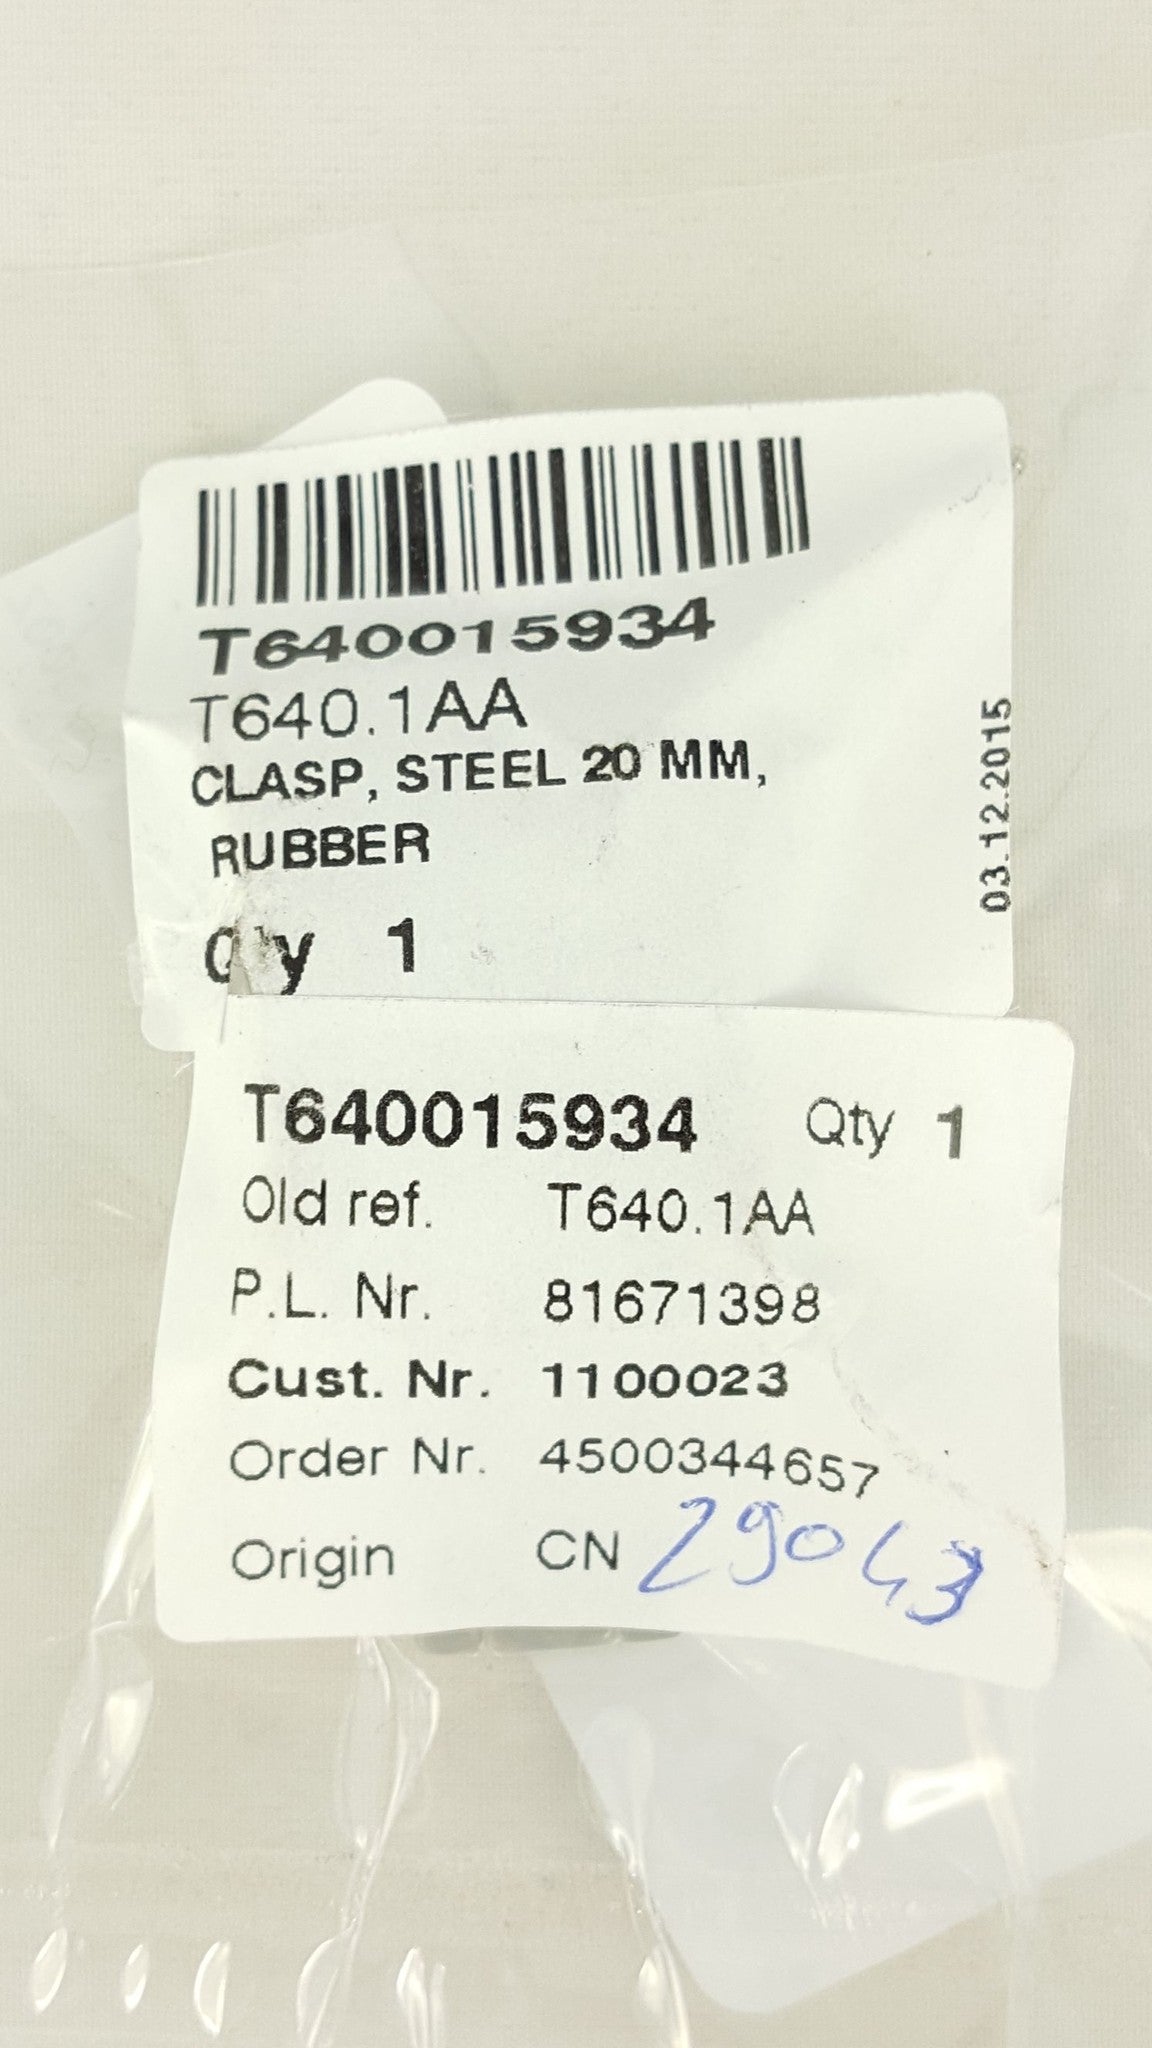 T640015934
T640.1AA
CLASP, STEEL 20 MM,
RUBBER
Qty 1
03.12.2015
T640015934 Qty 1
Old ref. T640.1AA
P.L. Nr. 81671398
Cust. Nr. 1100023
Order Nr. 4500344657
Origin CN 29043